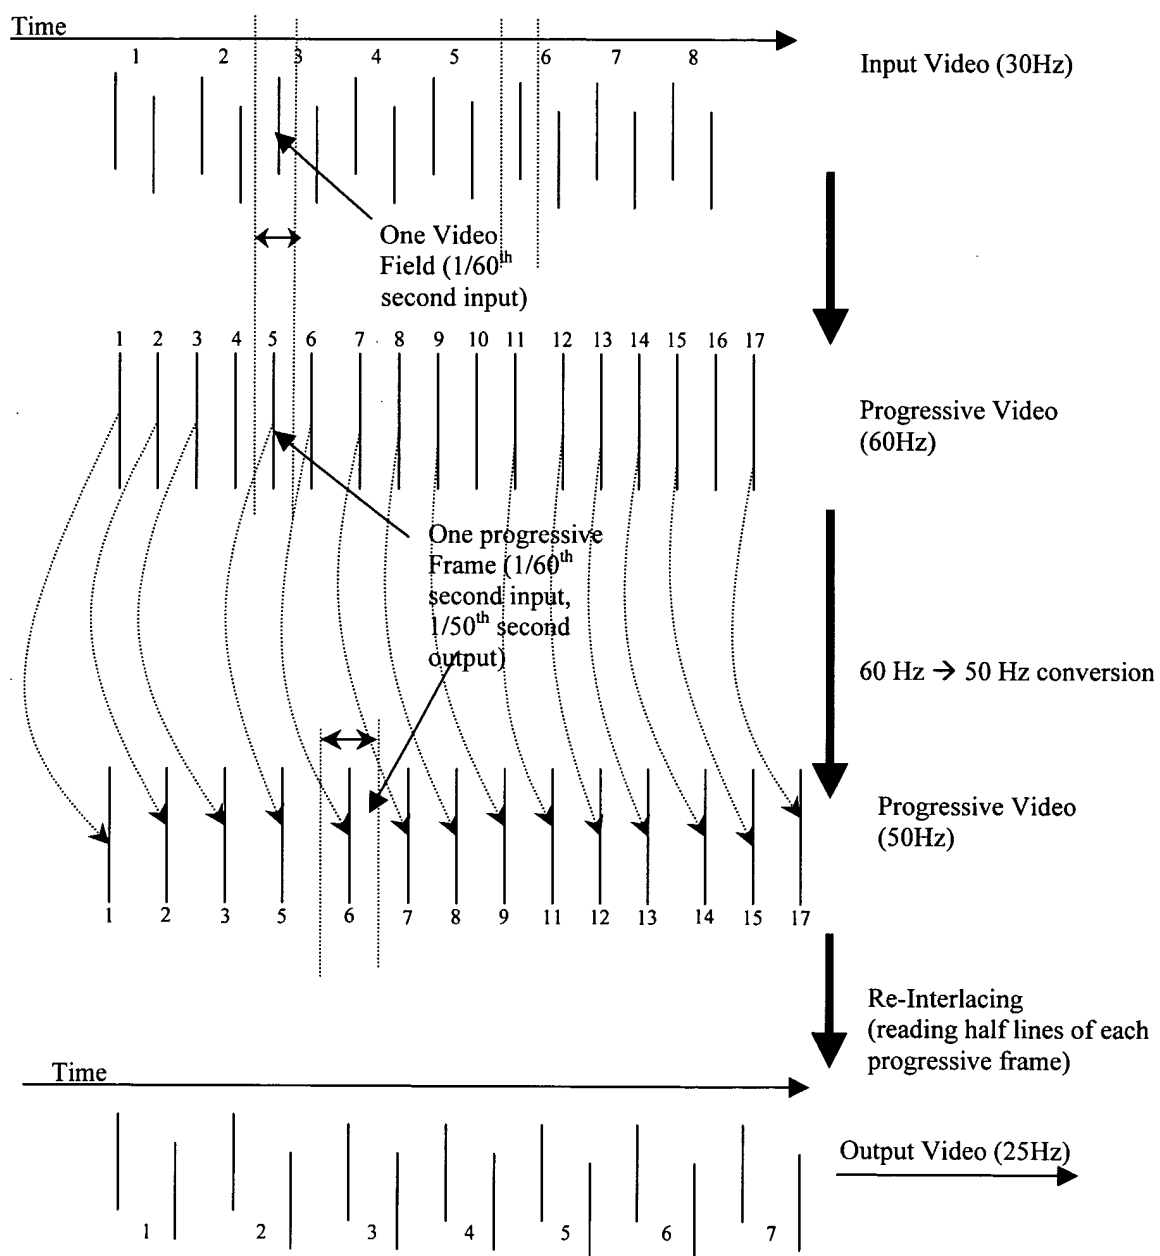 Time
1 2 3 4 5 6 7 8
Input Video (30Hz)
One Video
Field (1/60th
second input)
1 2 3 4 5 6 7 8 9 10 11 12 13 14 15 16 17
Progressive Video
(60Hz)
One progressive
Frame (1/60th
second input,
1/50th second
output)
60 Hz → 50 Hz conversion
Progressive Video
(50Hz)
1 2 3 5 6 7 8 9 11 12 13 14 15 17
Re-Interlacing
(reading half lines of each
progressive frame)
Time
Output Video (25Hz)
1 2 3 4 5 6 7